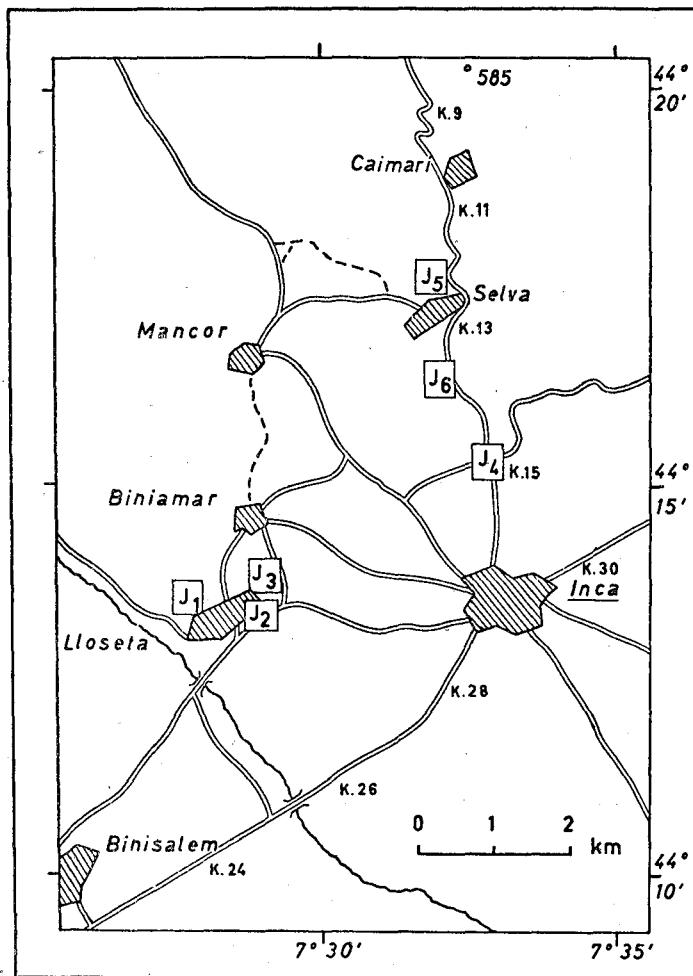 ° 585
44°
20'
K.9
Caimari
K.11
J5
Selva
K.13
Mancor
J6
J4
K.15
44°
15'
Biniamar
K.30
J3
J1
Inca
J2
Lloseta
K.28
K.26
0 1 2
km
Binisalem
K.24
44°
10'
7° 30' 7° 35'